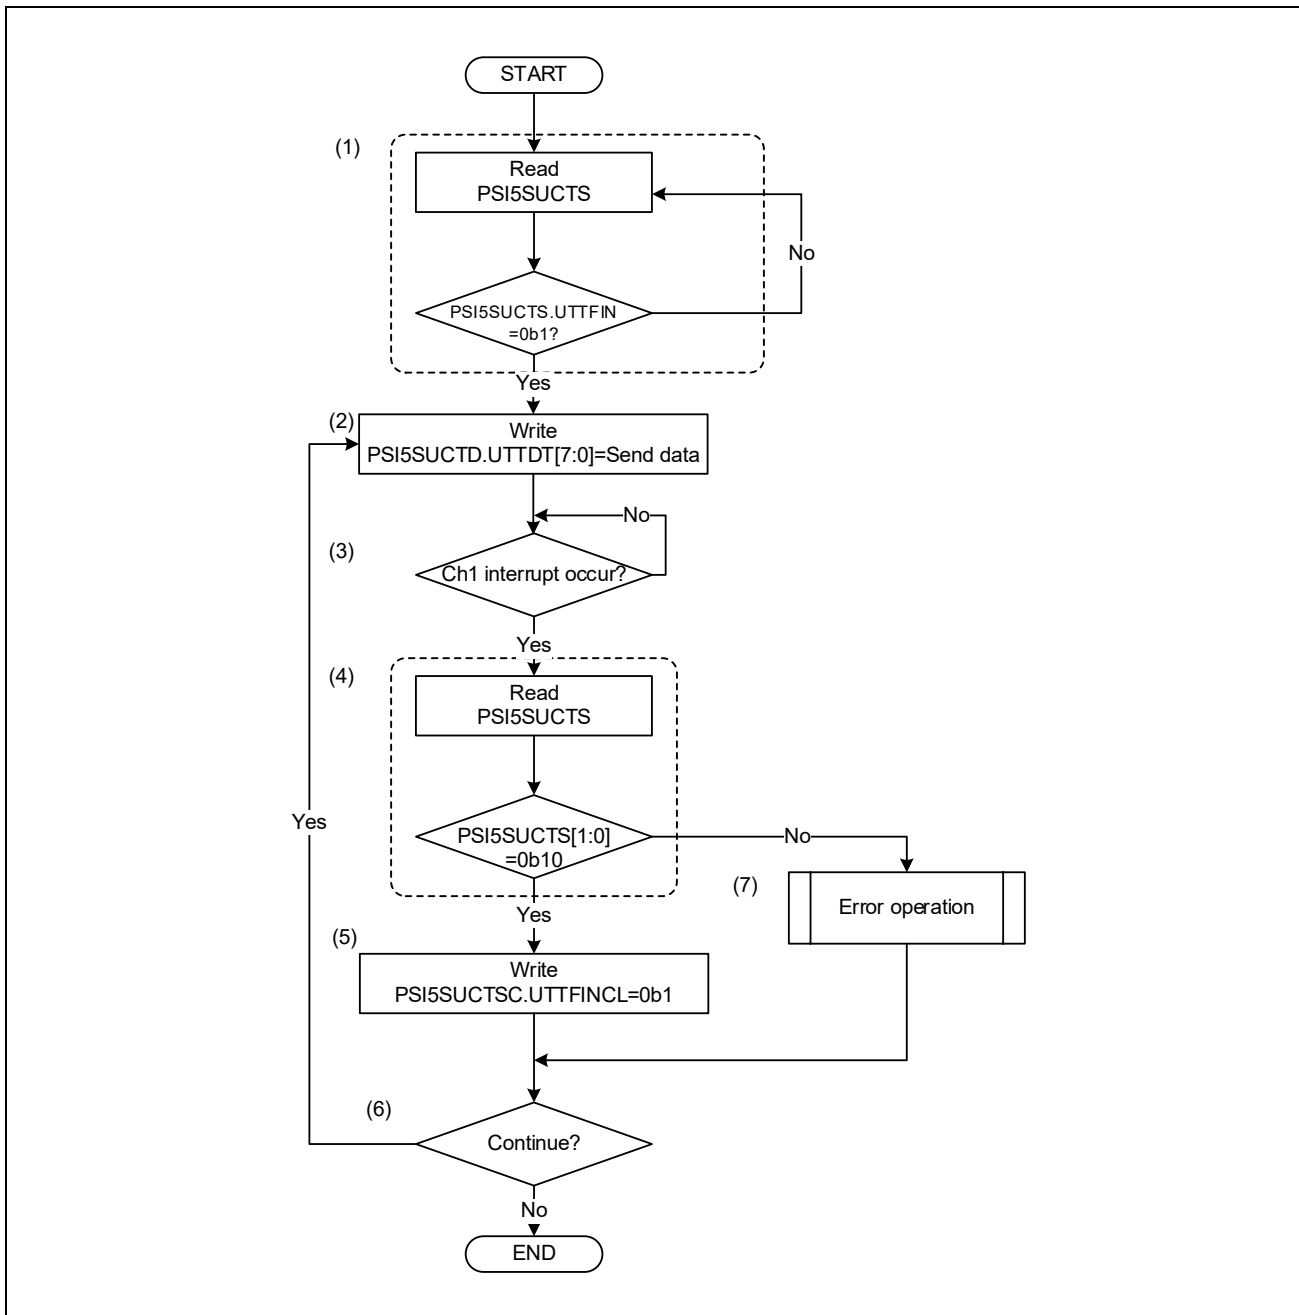 START
(1)
Read
PSI5SUCTS
No
PSI5SUCTS.UTTFIN
=0b1?
Yes
(2)
Write
PSI5SUCTD.UTTDT[7:0]=Send data
No
(3)
Ch1 interrupt occur?
Yes
(4)
Read
PSI5SUCTS
Yes
PSI5SUCTS[1:0]
=0b10
No
(7)
Error operation
Yes
(5)
Write
PSI5SUCTSC.UTTFINCL=0b1
(6)
Continue?
No
END